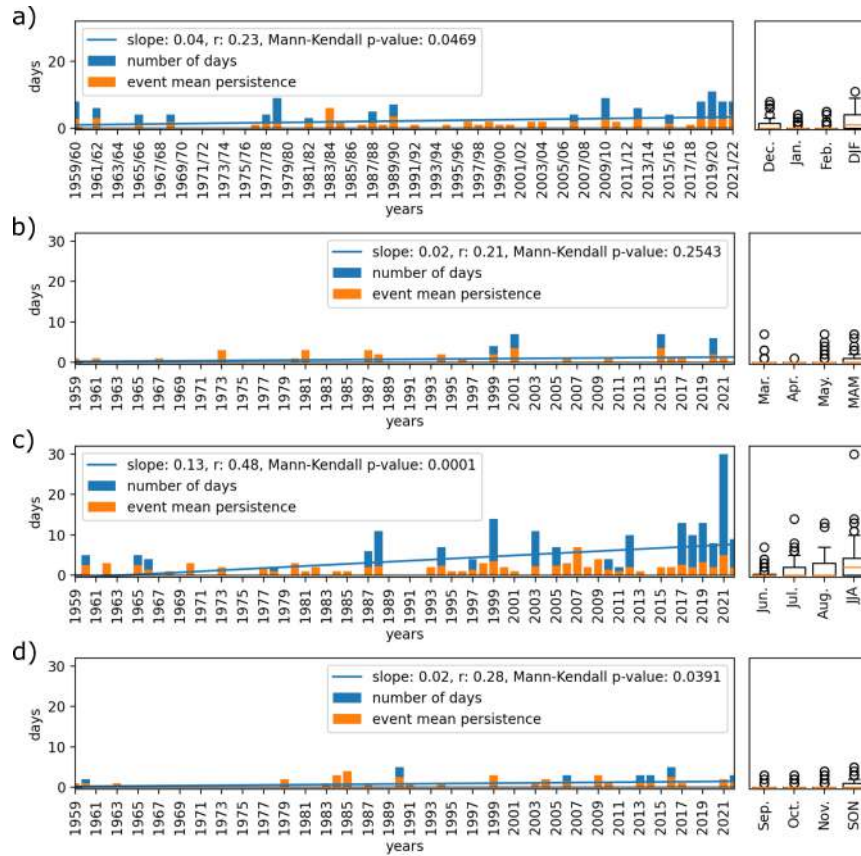 a)
slope: 0.04, r: 0.23, Mann-Kendall p-value: 0.0469
number of days
event mean persistence
days
20
0
1959/60 1961/62 1963/64 1965/66 1967/68 1969/70 1971/72 1973/74 1975/76 1977/78 1979/80 1981/82 1983/84 1985/86 1987/88 1989/90 1991/92 1993/94 1995/96 1997/98 1999/00 2001/02 2003/04 2005/06 2007/08 2009/10 2011/12 2013/14 2015/16 2017/18 2019/20 2021/22
years
Dec. Jan. Feb. DJF
b)
slope: 0.02, r: 0.21, Mann-Kendall p-value: 0.2543
number of days
event mean persistence
days
30
20
10
0
1959 1961 1963 1965 1967 1969 1971 1973 1975 1977 1979 1981 1983 1985 1987 1989 1991 1993 1995 1997 1999 2001 2003 2005 2007 2009 2011 2013 2015 2017 2019 2021
years
Mar. Apr. May. MAM
c)
slope: 0.13, r: 0.48, Mann-Kendall p-value: 0.0001
number of days
event mean persistence
days
30
20
10
0
1959 1961 1963 1965 1967 1969 1971 1973 1975 1977 1979 1981 1983 1985 1987 1989 1991 1993 1995 1997 1999 2001 2003 2005 2007 2009 2011 2013 2015 2017 2019 2021
years
Jun. Jul. Aug. JJA
d)
slope: 0.02, r: 0.28, Mann-Kendall p-value: 0.0391
number of days
event mean persistence
days
30
20
10
0
1959 1961 1963 1965 1967 1969 1971 1973 1975 1977 1979 1981 1983 1985 1987 1989 1991 1993 1995 1997 1999 2001 2003 2005 2007 2009 2011 2013 2015 2017 2019 2021
years
Sep. Oct. Nov. SON